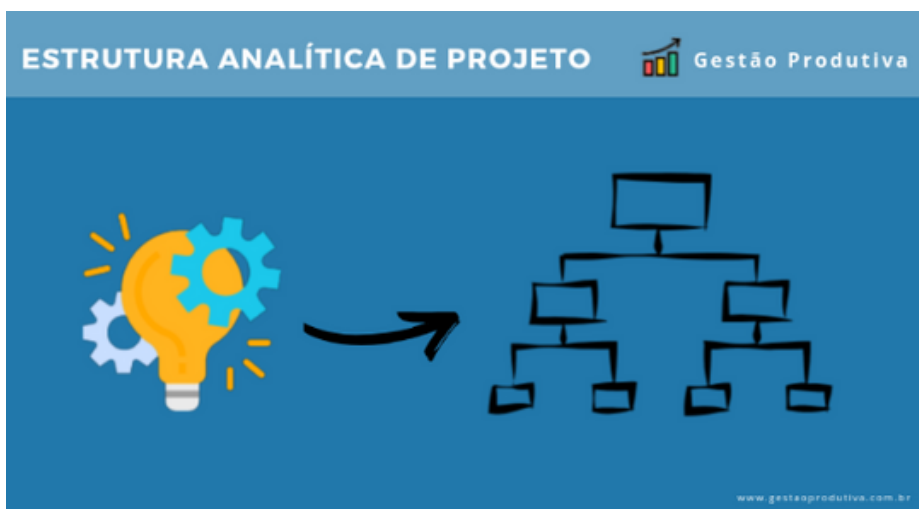 ESTRUTURA ANALÍTICA DE PROJETO
Gestão Produtiva
www.gestaoprodutiva.com.br